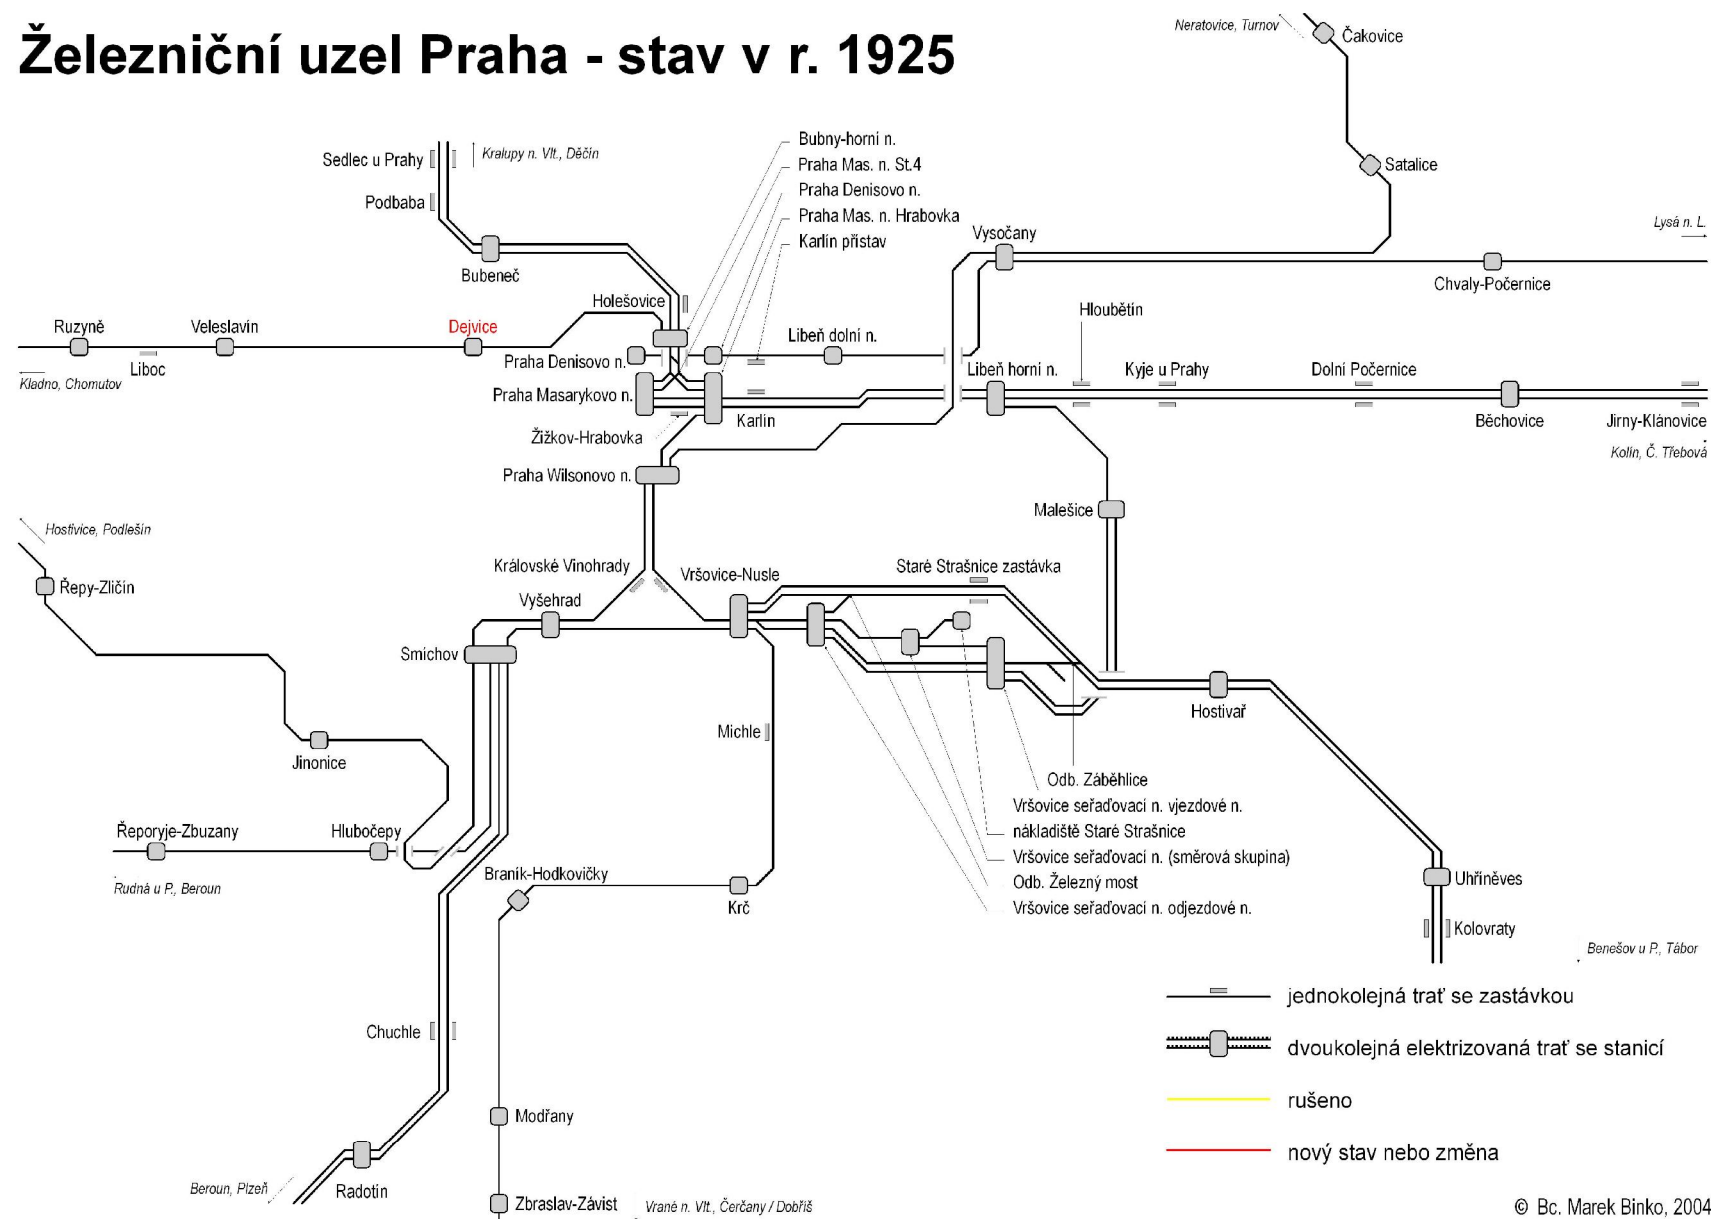 Železniční uzel Praha - stav v r. 1925
Neratovice, Turnov
Čakovice
Bubny-horní n.
Sedlec u Prahy
Kralupy n. Vlt., Děčín
Praha Mas. n. St.4
Satalice
Podbaba
Praha Denisovo n.
Praha Mas. n. Hrabovka
Lysá n. L.
Karlín přístav
Vysočany
Bubeneč
Chvaly-Počernice
Holešovice
Hloubětín
Ruzyně
Veleslavín
Dejvice
Libeň dolní n.
Liboc
Praha Denisovo n.
Libeň horní n.
Kyje u Prahy
Dolní Počernice
Kladno, Chomutov
Praha Masarykovo n.
Karlín
Běchovice
Jirny-Klánovice
Žižkov-Hrabovka
Kolín, Č. Třebová
Praha Wilsonovo n.
Malešice
Hostivice, Podlešín
Královské Vinohrady
Vršovice-Nusle
Staré Strašnice zastávka
Řepy-Zličín
Vyšehrad
Smíchov
Hostivař
Michle
Jinonice
Odb. Záběhlice
Vršovice seřaďovací n. vjezdové n.
Řeporyje-Zbuzany
Hlubočepy
nákladiště Staré Strašnice
Vršovice seřaďovací n. (směrová skupina)
Rudná u P., Beroun
Braník-Hodkovičky
Odb. Železný most
Uhříněves
Krč
Vršovice seřaďovací n. odjezdové n.
Kolovraty
Benešov u P., Tábor
jednokolejná trať se zastávkou
Chuchle
dvoukolejná elektrizovaná trať se stanicí
rušeno
Modřany
nový stav nebo změna
Beroun, Plzeň
Radotín
Zbraslav-Závist
Vrané n. Vlt., Čerčany / Dobříš
© Bc. Marek Binko, 2004